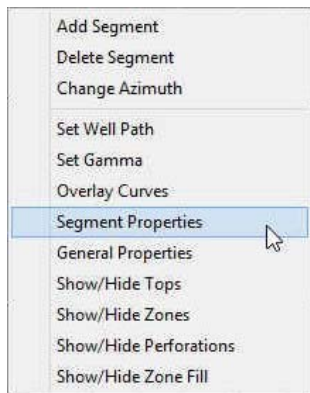 Add Segment
Delete Segment
Change Azimuth
Set Well Path
Set Gamma
Overlay Curves
Segment Properties
General Properties
Show/Hide Tops
Show/Hide Zones
Show/Hide Perforations
Show/Hide Zone Fill